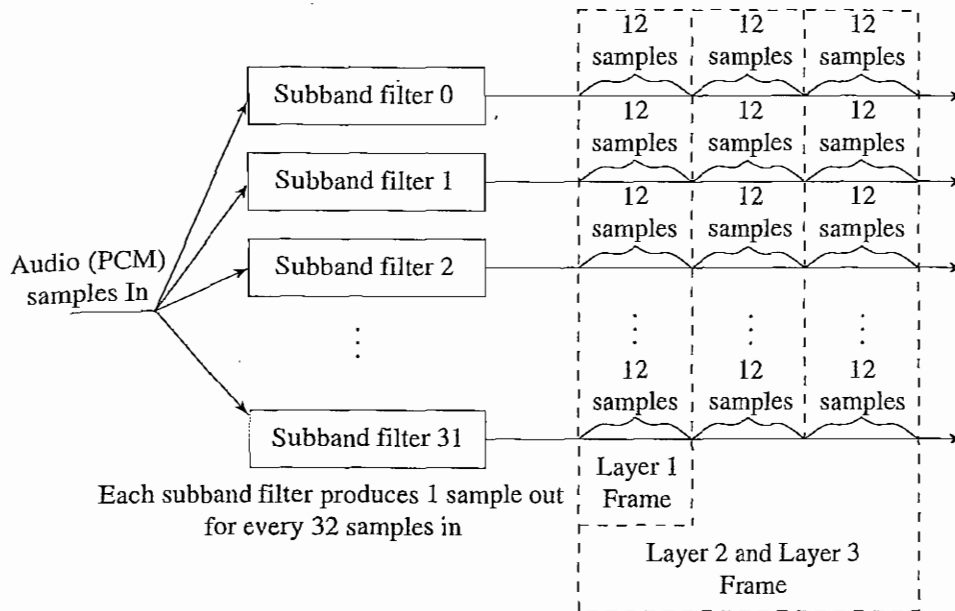 12 12 12
samples samples samples
Subband filter 0
12 12 12
samples samples samples
Subband filter 1
12 12 12
samples samples samples
Audio (PCM)
samples In
Subband filter 2
12 12 12
samples samples samples
Subband filter 31
Each subband filter produces 1 sample out
for every 32 samples in
Layer 1
Frame
Layer 2 and Layer 3
Frame